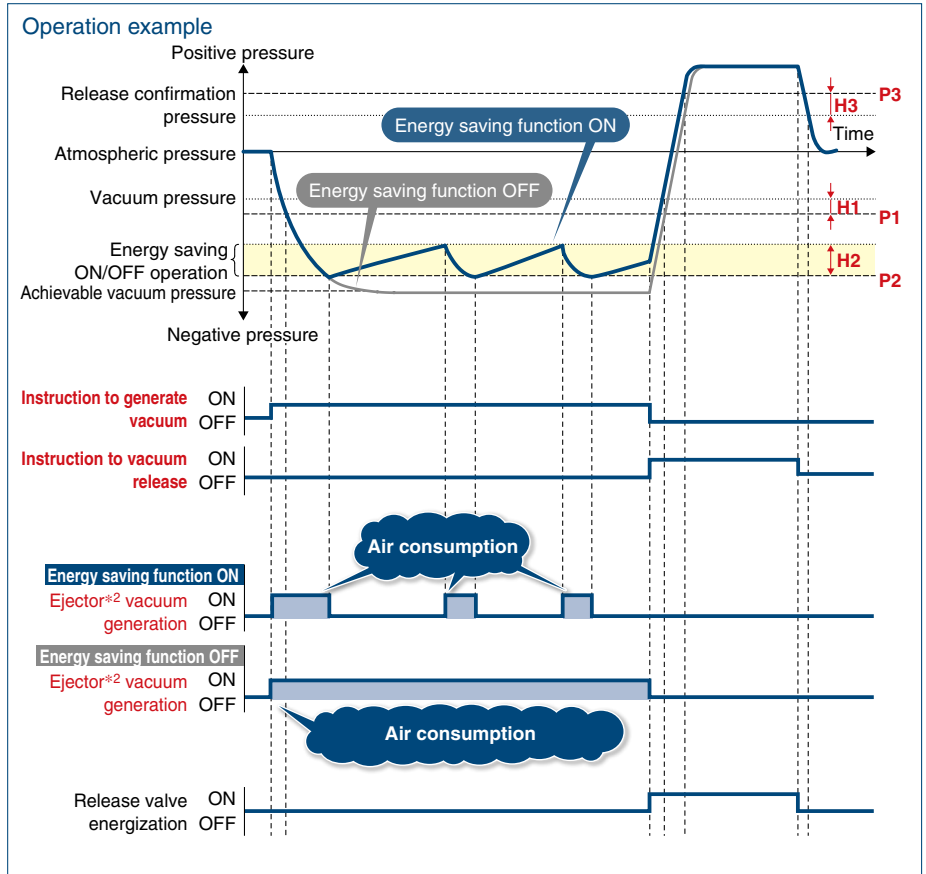 Operation example
Positive pressure
Release confirmation
pressure
P3
H3
Time
Energy saving function ON
Atmospheric pressure
Energy saving function OFF
Vacuum pressure
H1
P1
Energy saving
ON/OFF operation
H2
P2
Achievable vacuum pressure
Negative pressure
Instruction to generate
vacuum
ON
OFF
Instruction to vacuum
release
ON
OFF
Air consumption
Energy saving function ON
Ejector*2 vacuum
generation
ON
OFF
Energy saving function OFF
Ejector*2 vacuum
generation
ON
OFF
Air consumption
Release valve
energization
ON
OFF